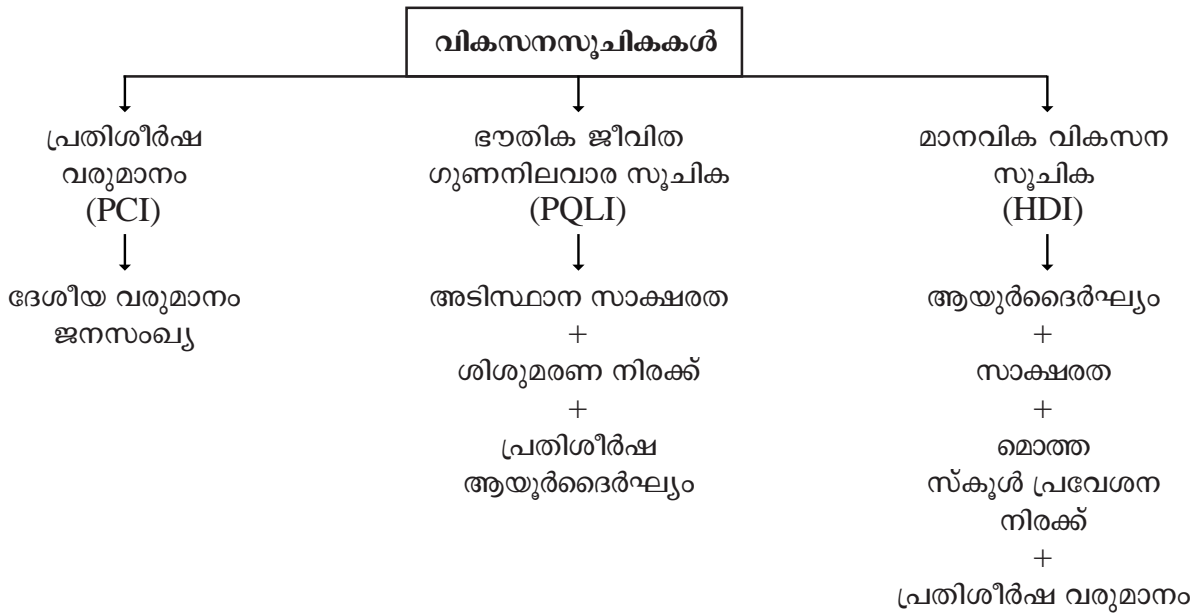 വികസനസൂചികകൾ
പ്രതിശീർഷ
വരുമാനം
(PCI)
ദേശീയ വരുമാനം
ജനസംഖ്യ
ഭൗതിക ജീവിത
ഗുണനിലവാര സൂചിക
(PQLI)
അടിസ്ഥാന സാക്ഷരത
+
ശിശുമരണ നിരക്ക്
+
പ്രതിശീർഷ
ആയൂർദൈർഘ്യം
മാനവിക വികസന
സൂചിക
(HDI)
ആയുർദൈർഘ്യം
+
സാക്ഷരത
+
മൊത്ത
സ്കൂൾ പ്രവേശന
നിരക്ക്
+
പ്രതിശീർഷ വരുമാനം